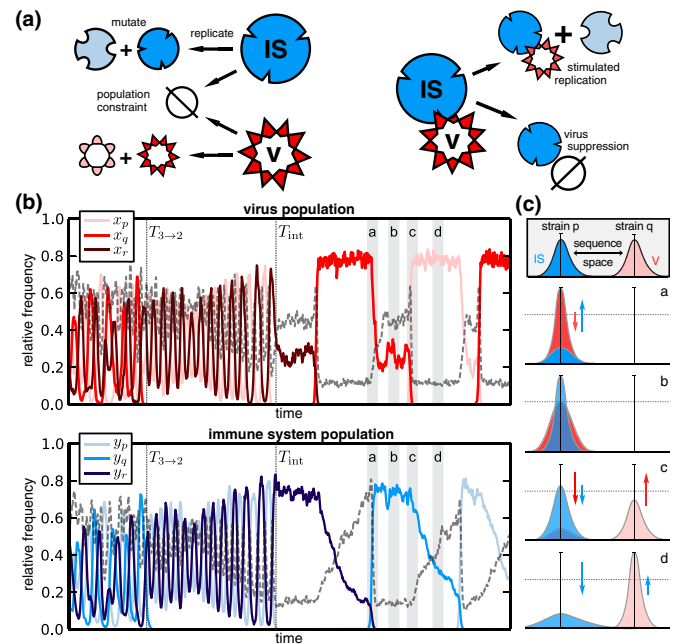 (a)
mutate
replicate
IS
population
constraint
V
IS
V
stimulated
replication
virus
suppression
(b)
virus population
x_p
x_q
x_r
T_{3→2}
T_int
a
b
c
d
relative frequency
1.0
0.8
0.6
0.4
0.2
0.0
time
immune system population
y_p
y_q
y_r
T_{3→2}
T_int
a
b
c
d
relative frequency
1.0
0.8
0.6
0.4
0.2
0.0
time
(c)
strain p
strain q
IS
sequence
space
V
a
b
c
d